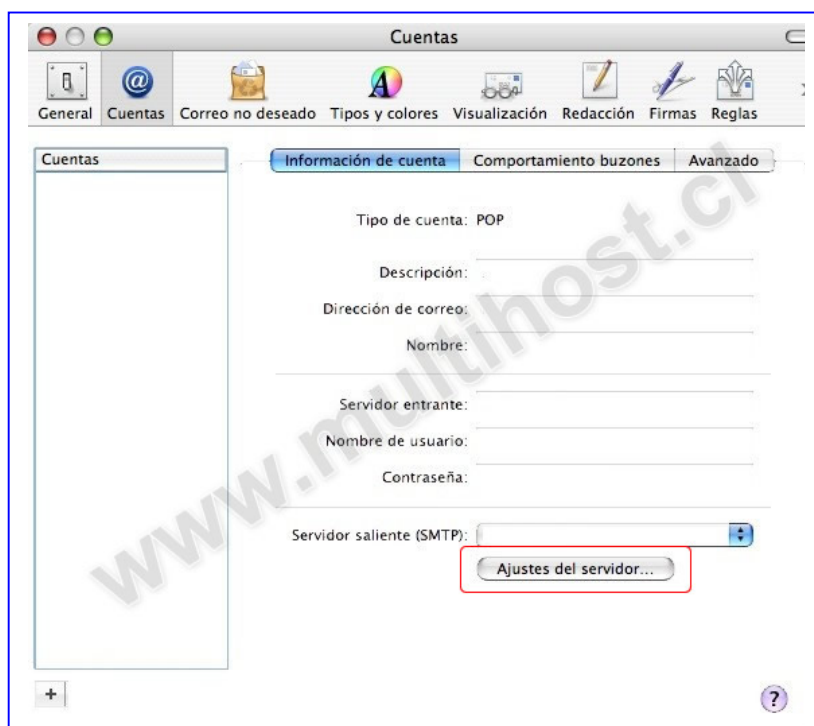 Cuentas
General Cuentas Correo no deseado Tipos y colores Visualización Redacción Firmas Reglas
Cuentas
Información de cuenta Comportamiento buzones Avanzado
Tipo de cuenta: POP
Descripción:
Dirección de correo:
Nombre:
Servidor entrante:
Nombre de usuario:
Contraseña:
Servidor saliente (SMTP):
Ajustes del servidor...
www.multihost.cl
+
?